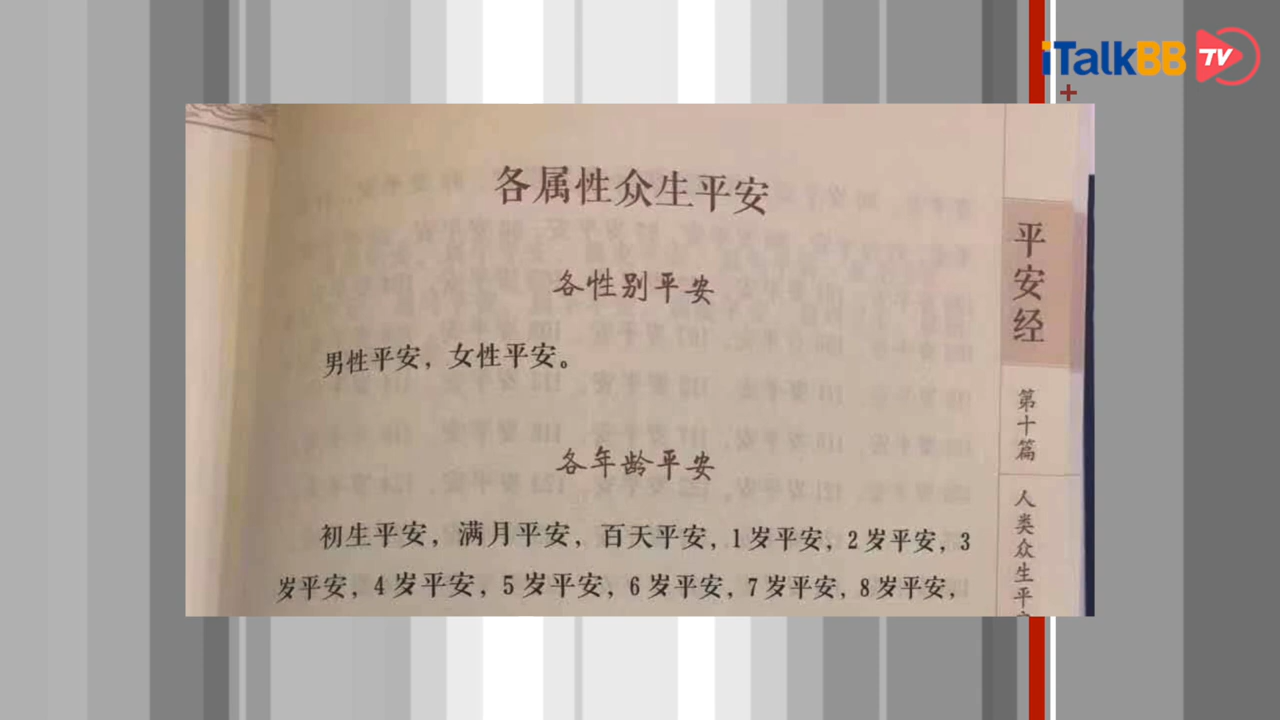 iTalkBB TV
各属性众生平安
各性别平安
男性平安，女性平安。
各年龄平安
初生平安，满月平安，百天平安，1岁平安，2岁平安，3
岁平安，4岁平安，5岁平安，6岁平安，7岁平安，8岁平安，
平安经
第十篇
人类众生平